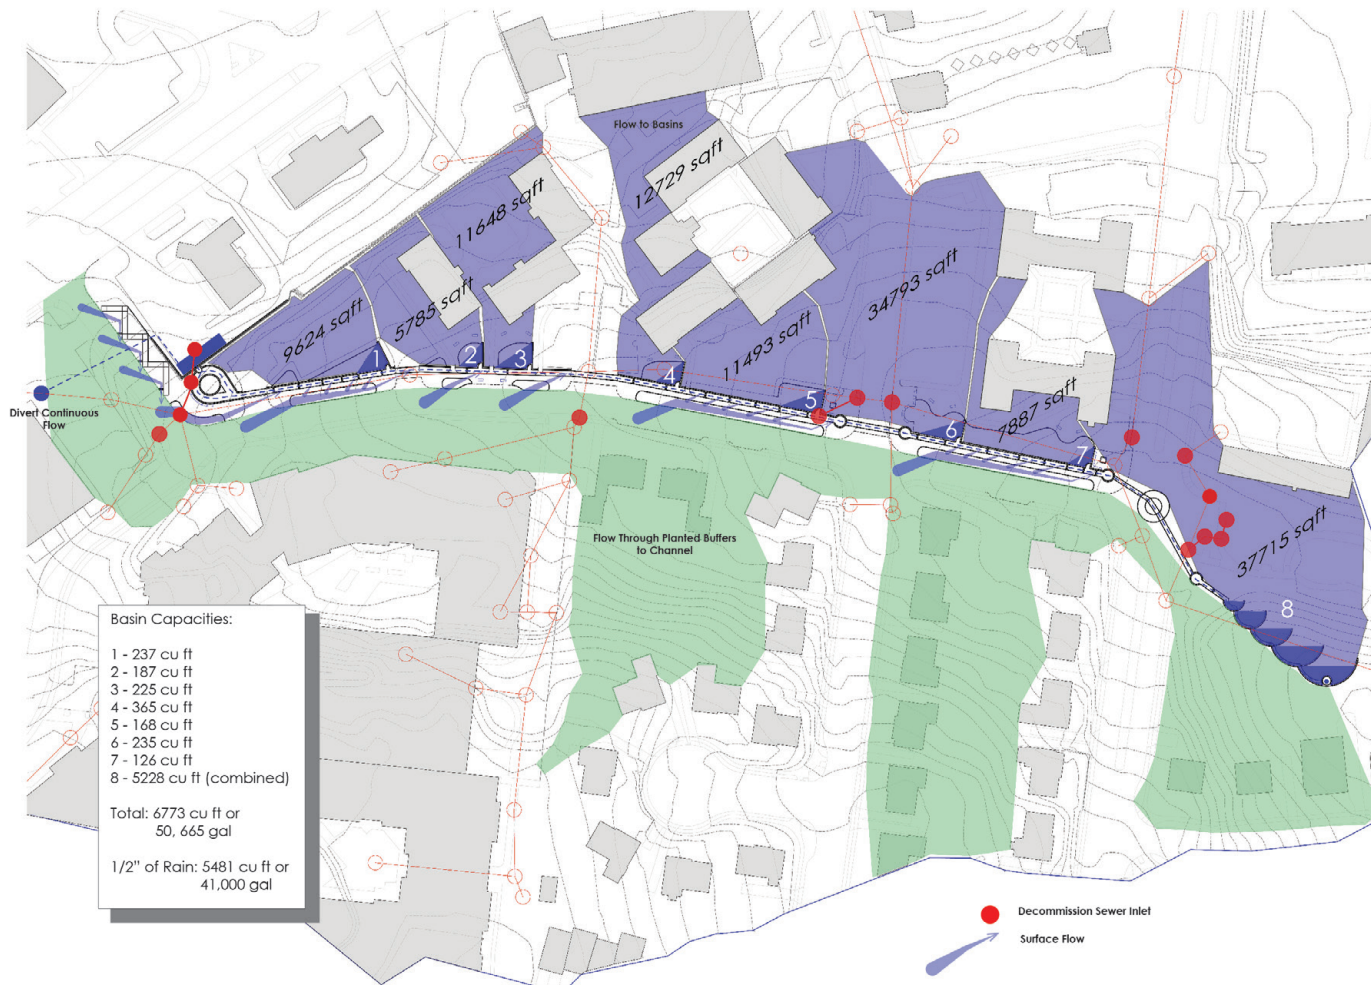 Flow to Basins
12729 sqft
11648 sqft
34793 sqft
9624 sqft
5785 sqft
11493 sqft
1
2
3
4
5
6
7
7887 sqft
Divert Continuous
Flow
Flow Through Planted Buffers
to Channel
37715 sqft
8
Basin Capacities:
1 - 237 cu ft
2 - 187 cu ft
3 - 225 cu ft
4 - 365 cu ft
5 - 168 cu ft
6 - 235 cu ft
7 - 126 cu ft
8 - 5228 cu ft (combined)
Total: 6773 cu ft or
50, 665 gal
1/2" of Rain: 5481 cu ft or
41,000 gal
Decommission Sewer Inlet
Surface Flow